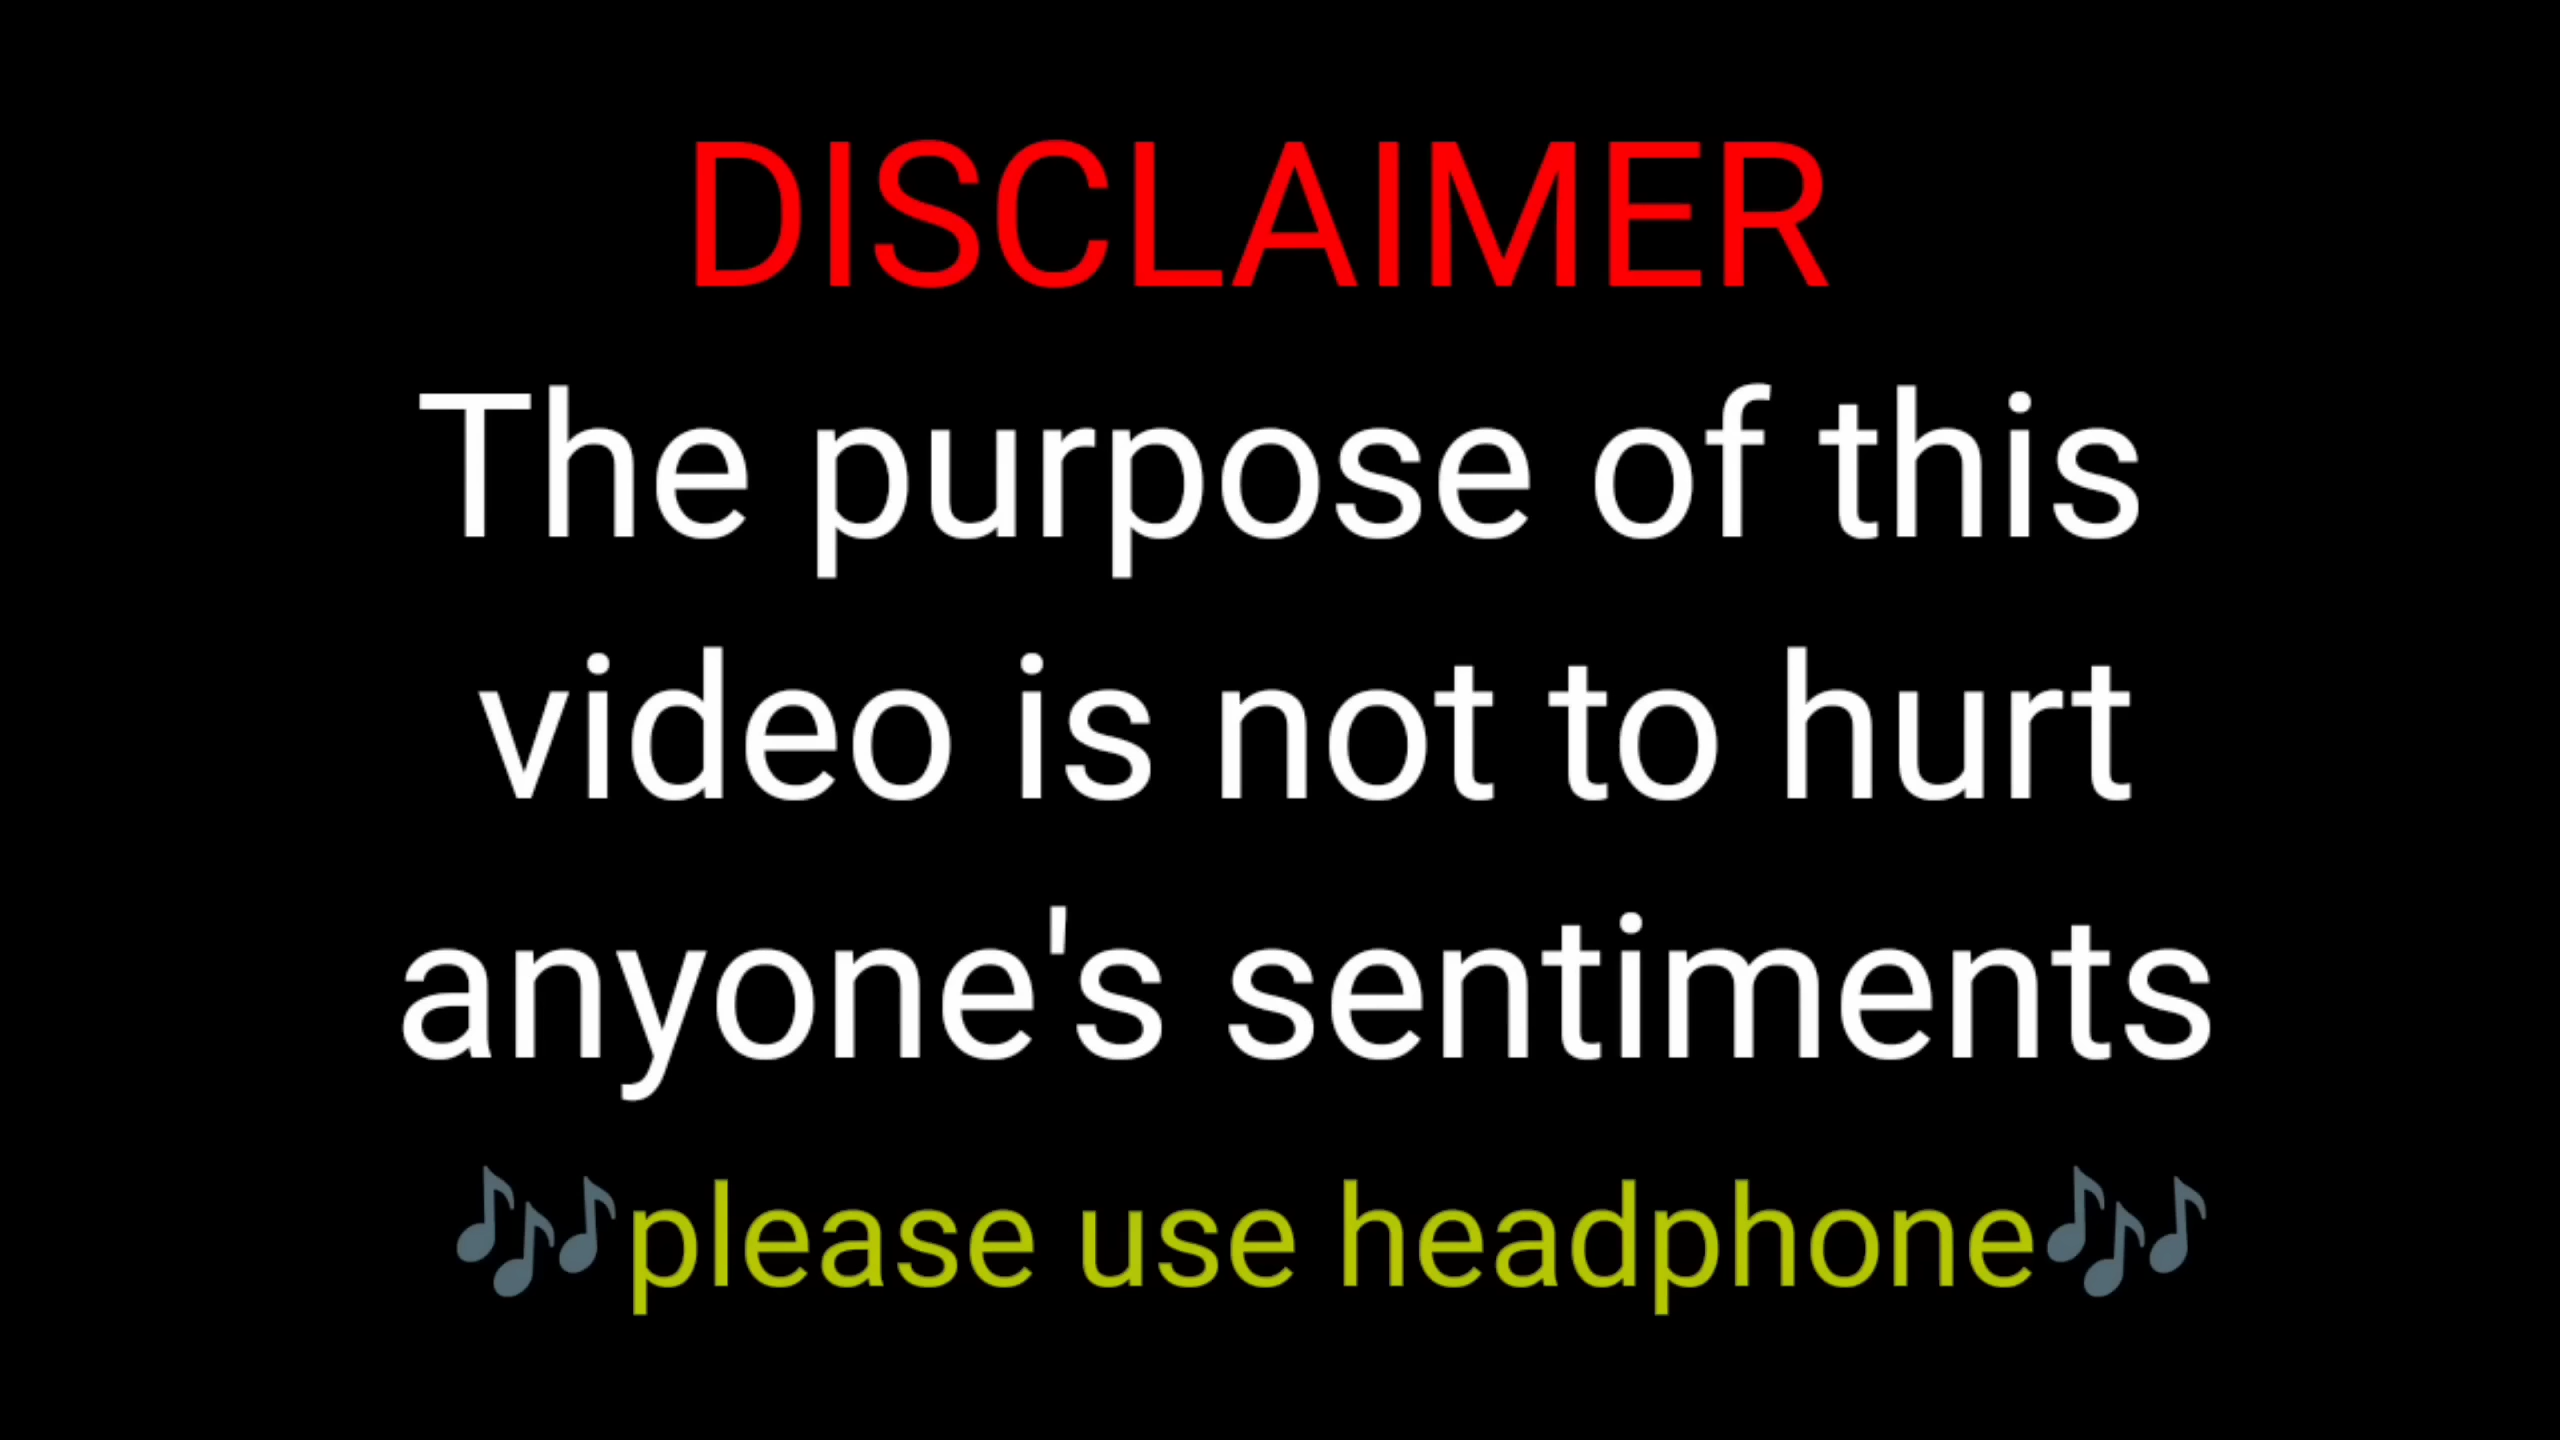 DISCLAIMER
The purpose of this
video is not to hurt
anyone's sentiments
🎶please use headphone🎶